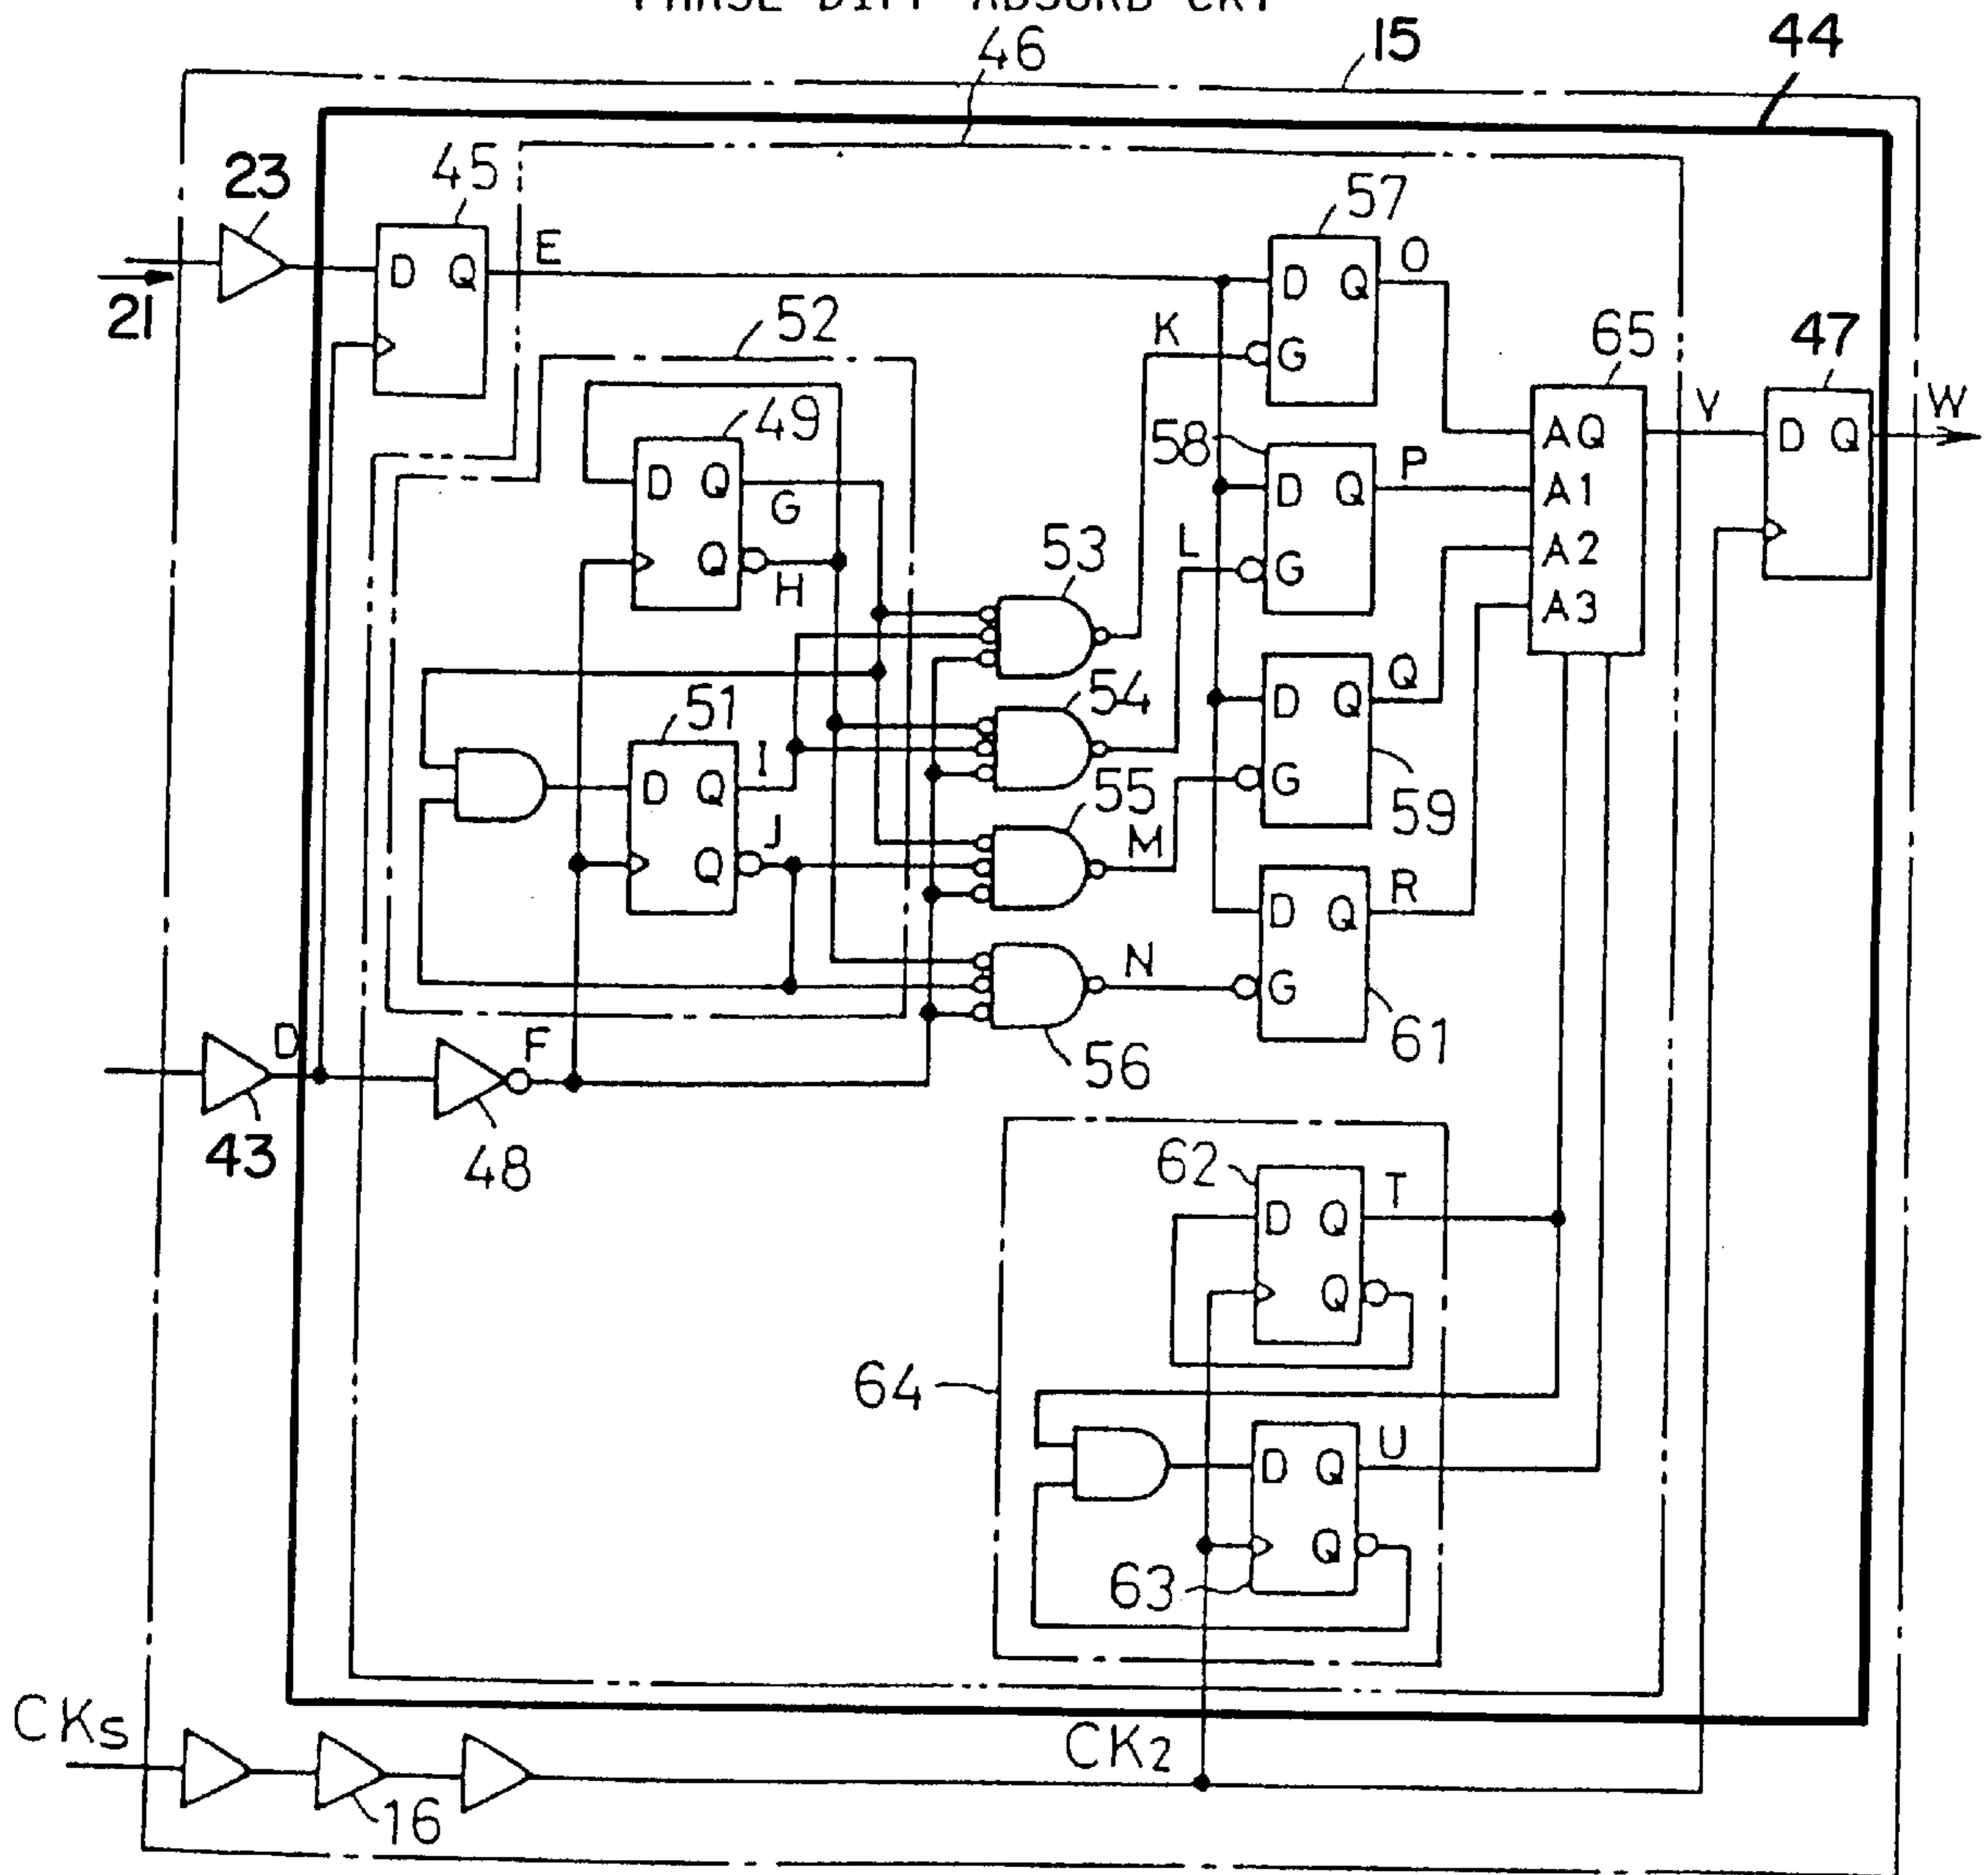 PHASE DIFF ABSORB CKT
46
15
44
23
45
57
E
D Q
O
21
D Q
52
K
G
65
47
49
58
V
W
D Q
AQ
D Q
P
G
D Q
A1
53
L
Q
A2
H
G
A3
51
54
Q
D Q
I
D Q
55
G
59
J
M
Q
R
D Q
N
D
F
G
61
43
48
56
62
T
D Q
Q
64
U
D Q
Q
63
CKS
CK2
16